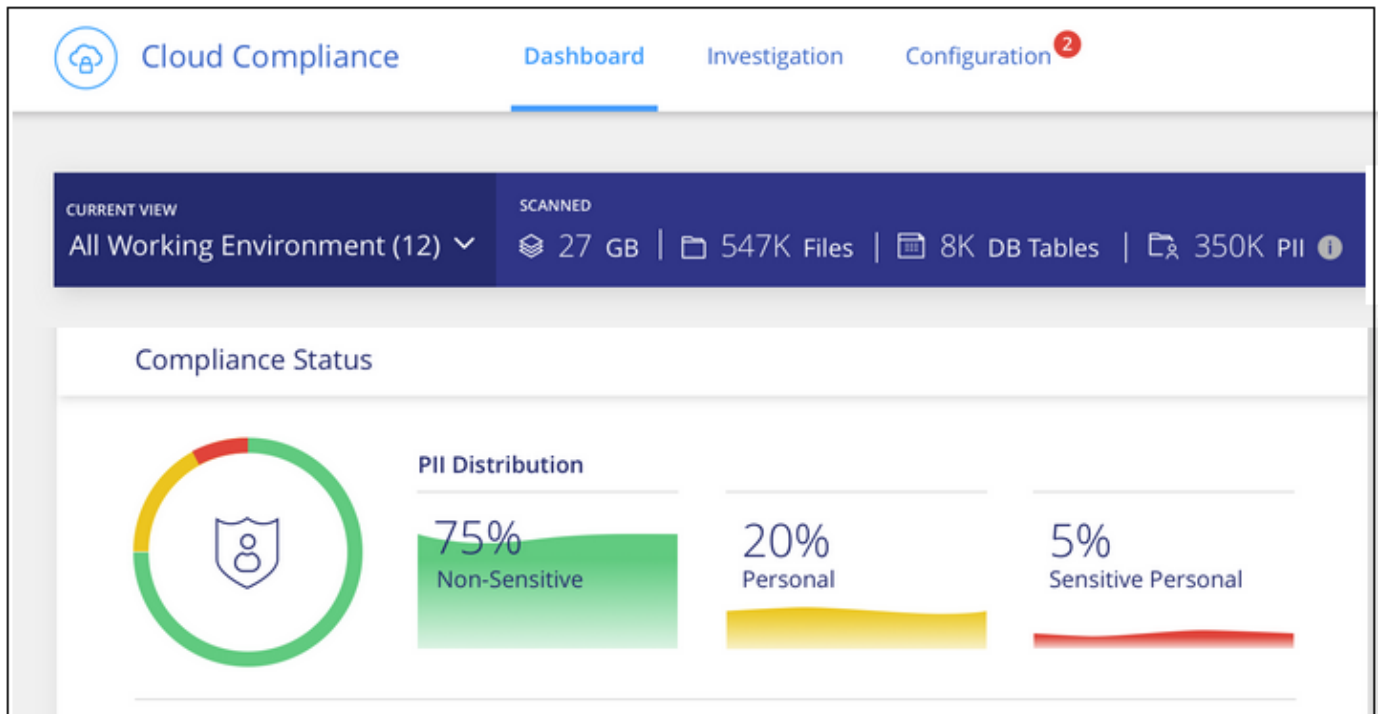 Cloud Compliance Dashboard Investigation Configuration 2
CURRENT VIEW
All Working Environment (12)
SCANNED
27 GB | 547K Files | 8K DB Tables | 350K PII i
Compliance Status
PII Distribution
75%
Non-Sensitive
20%
Personal
5%
Sensitive Personal